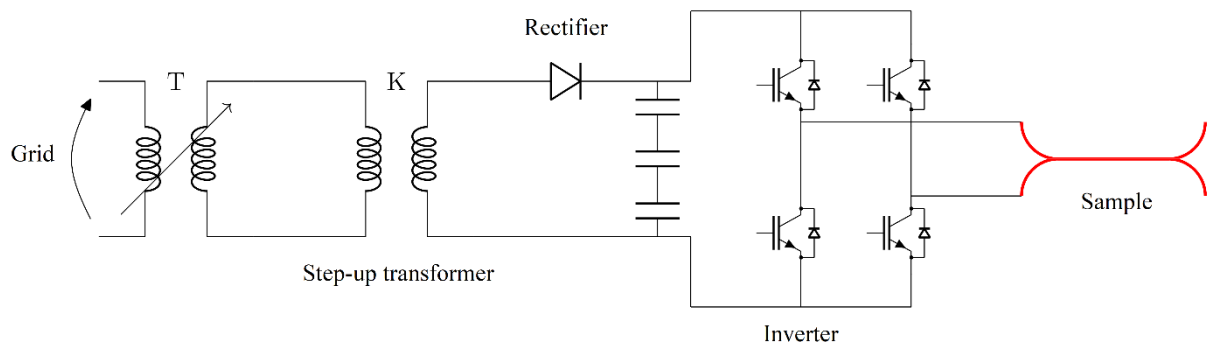 Rectifier
T
K
Grid
Sample
Step-up transformer
Inverter